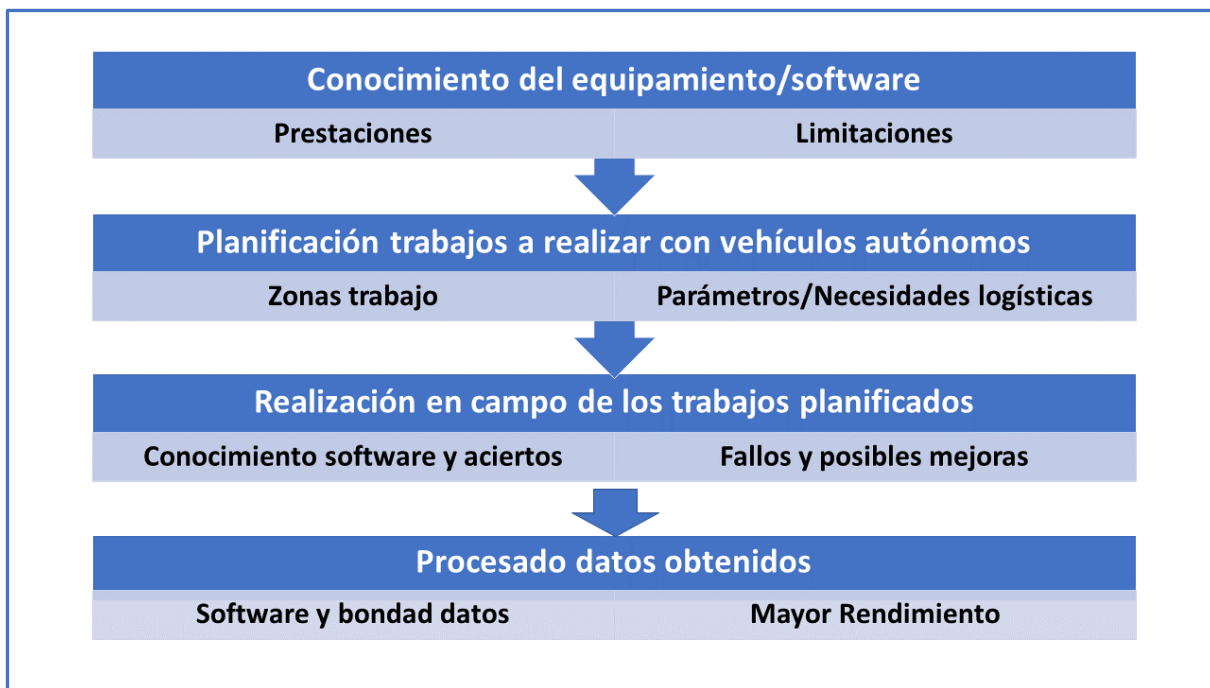 Conocimiento del equipamiento/software
Prestaciones
Limitaciones
Planificación trabajos a realizar con vehículos autónomos
Zonas trabajo
Parámetros/Necesidades logísticas
Realización en campo de los trabajos planificados
Conocimiento software y aciertos
Fallos y posibles mejoras
Procesado datos obtenidos
Software y bondad datos
Mayor Rendimiento